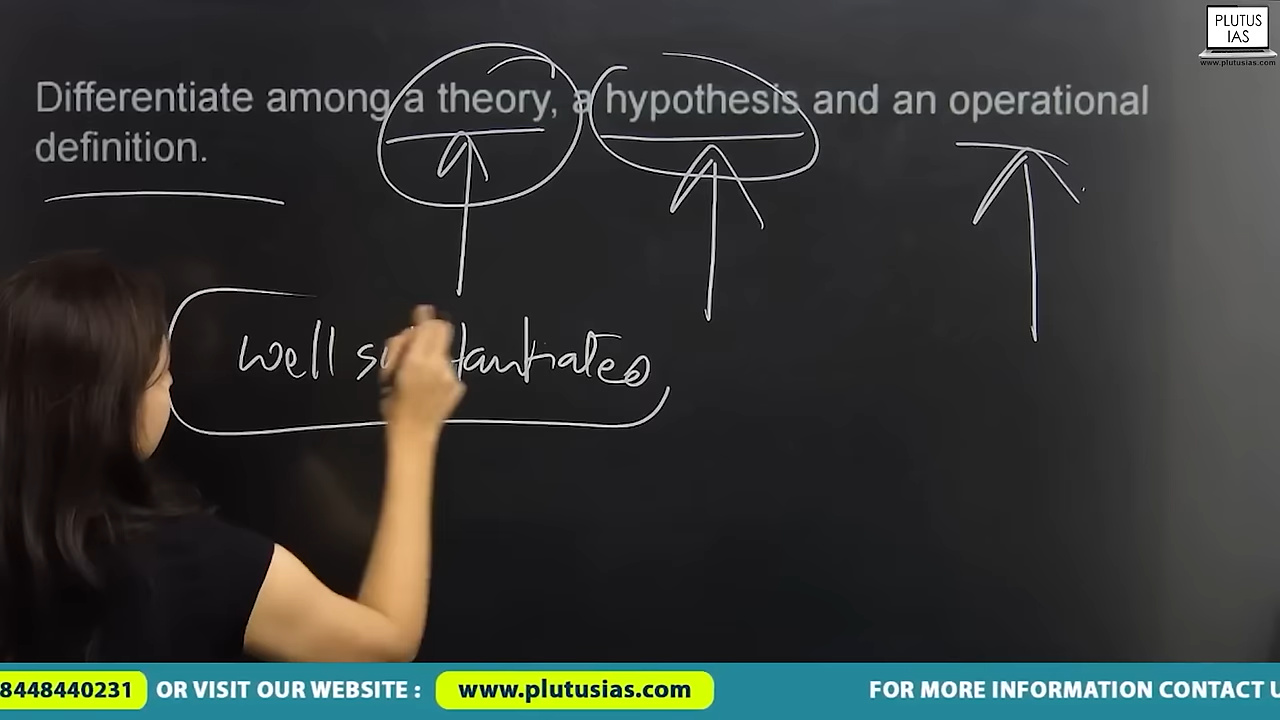 PLUTUS
IAS
www.plutusias.com
Differentiate among a theory, a hypothesis and an operational
definition.
well
8448440231 OR VISIT OUR WEBSITE : www.plutusias.com FOR MORE INFORMATION CONTACT U